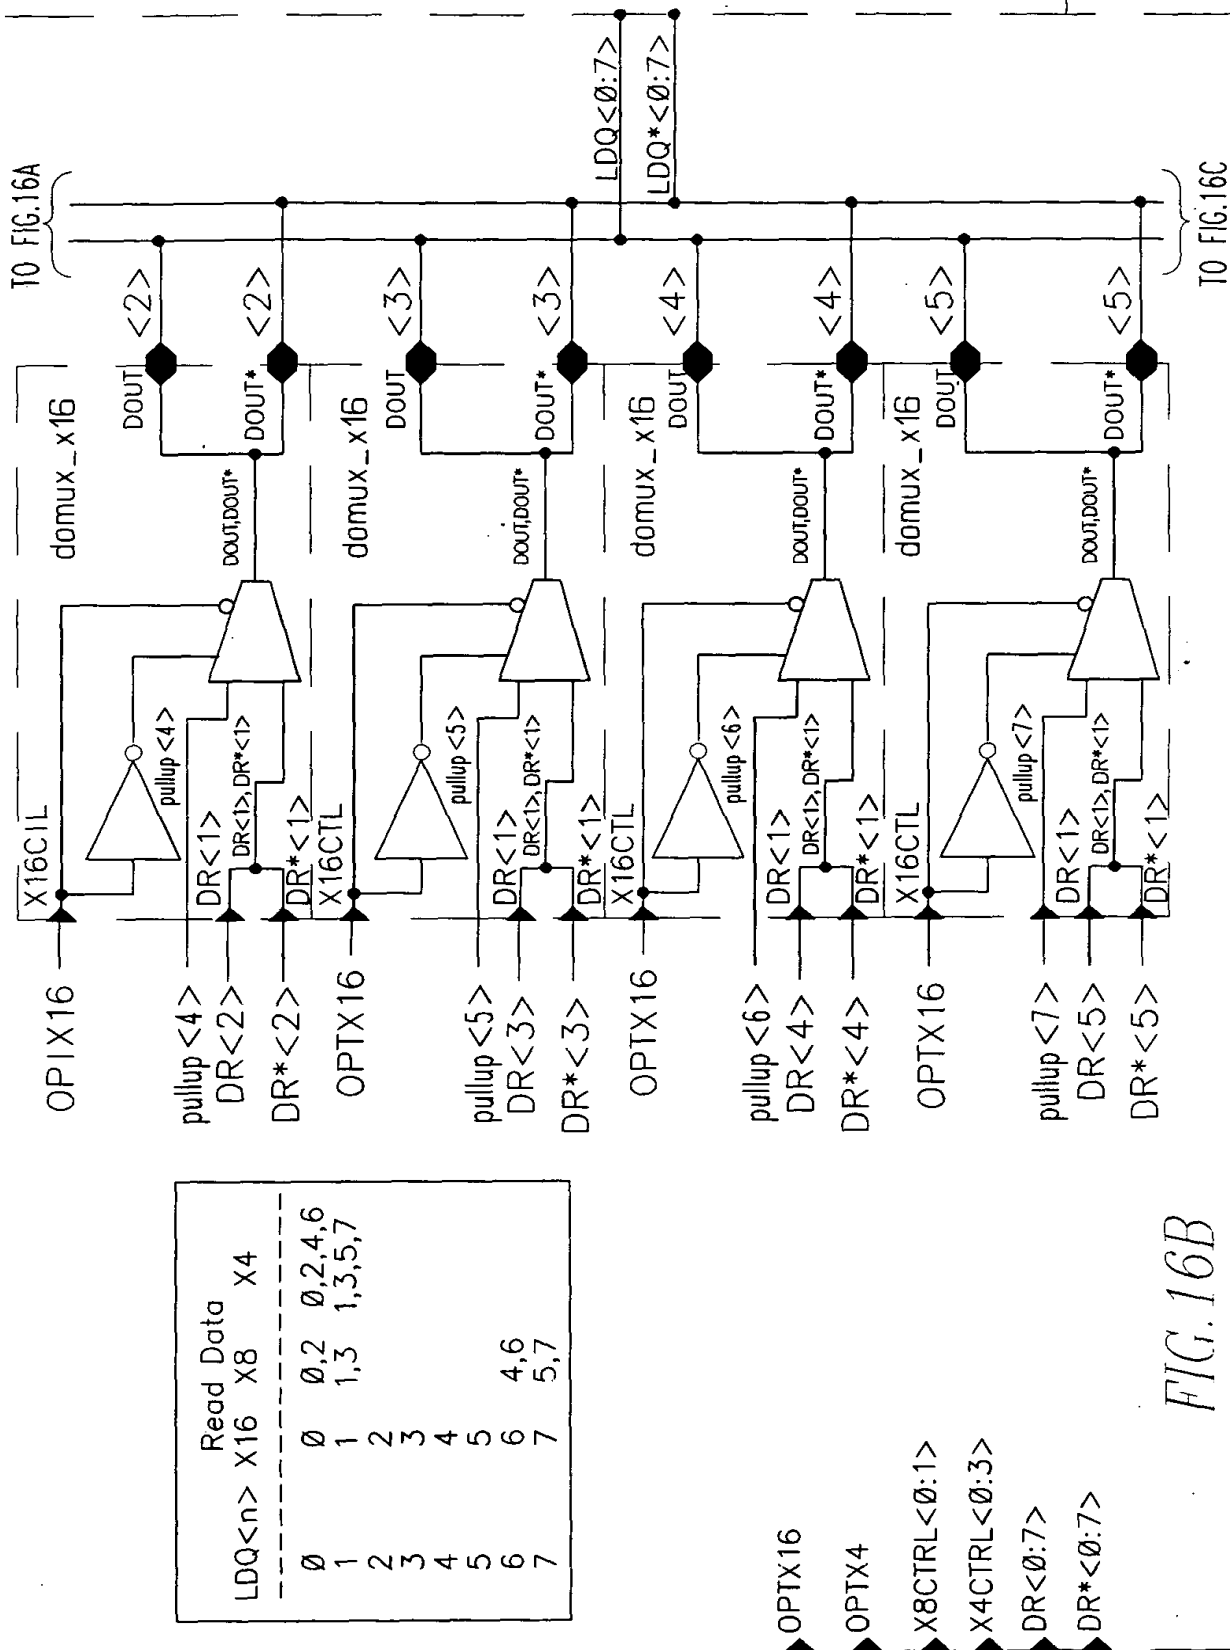 TO FIG.16A
LDQ<Ø:7>
LDQ*<Ø:7>
TO FIG.16C
<2>
<2>
<3>
<3>
<4>
<4>
<5>
<5>
domux_x16
DOUT
DOUT*
DOUT,DOUT*
pullup<4>
DR<1>
DR<1>, DR*<1>
DR*<1>
X16CIL
OPIX16
pullup<4>
DR<2>
DR*<2>
domux_x16
DOUT
DOUT*
DOUT,DOUT*
pullup<5>
DR<1>
DR<1>, DR*<1>
DR*<1>
X16CTL
OPTX16
pullup<5>
DR<3>
DR*<3>
domux_x16
DOUT
DOUT*
DOUT,DOUT*
pullup<6>
DR<1>
DR<1>, DR*<1>
DR*<1>
X16CTL
OPTX16
pullup<6>
DR<4>
DR*<4>
domux_x16
DOUT
DOUT*
DOUT,DOUT*
pullup<7>
DR<1>
DR<1>, DR*<1>
DR*<1>
X16CTL
OPTX16
pullup<7>
DR<5>
DR*<5>
Read Data
LDQ<n> X16 X8 X4
Ø Ø Ø,2 Ø,2,4,6
1 1 1,3 1,3,5,7
2 2
3 3
4 4
5 5
6 6 4,6
7 7 5,7
OPTX16
OPTX4
X8CTRL<Ø:1>
X4CTRL<Ø:3>
DR<Ø:7>
DR*<Ø:7>
FIG.16B